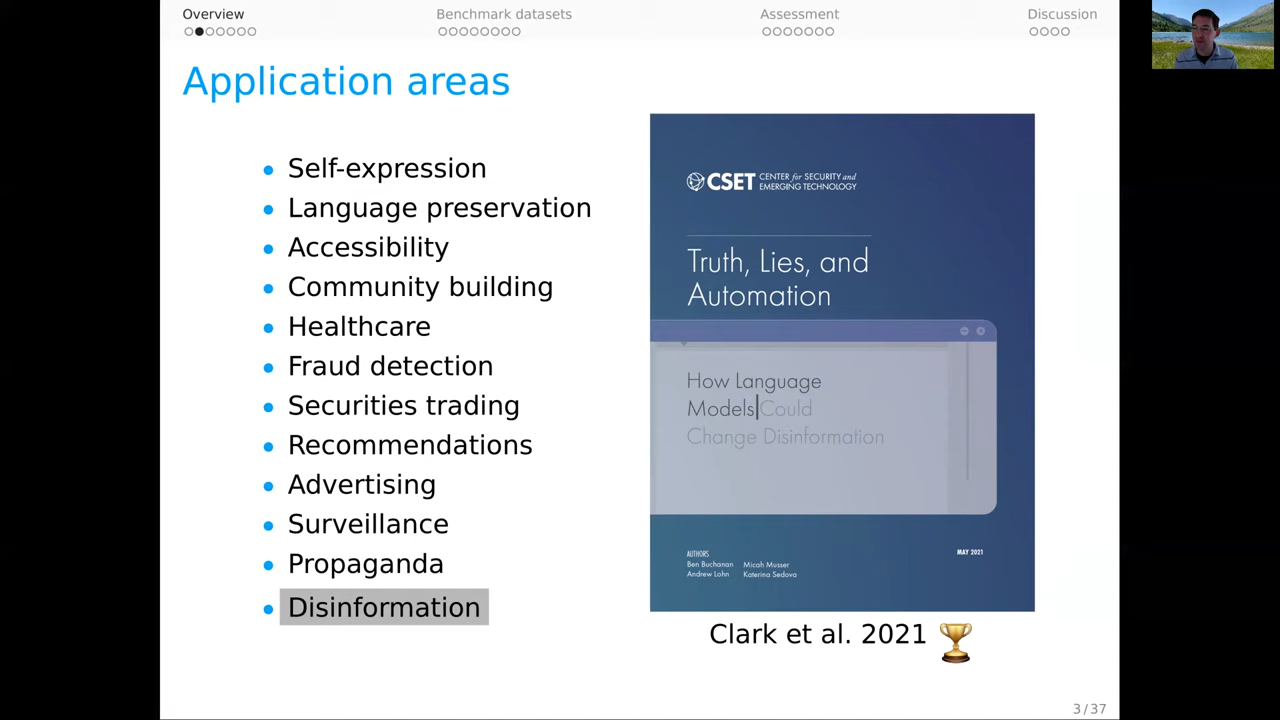 Overview
Benchmark datasets
Assessment
Discussion
Application areas
Self-expression
Language preservation
Accessibility
Community building
Healthcare
Fraud detection
Securities trading
Recommendations
Advertising
Surveillance
Propaganda
Disinformation
CSET CENTER for SECURITY and
EMERGING TECHNOLOGY
Truth, Lies, and
Automation
How Language
Models Could
Change Disinformation
AUTHORS
Ben Buchanan Micah Musser
Andrew Lohn Katerina Sedova
MAY 2021
Clark et al. 2021
3 / 37